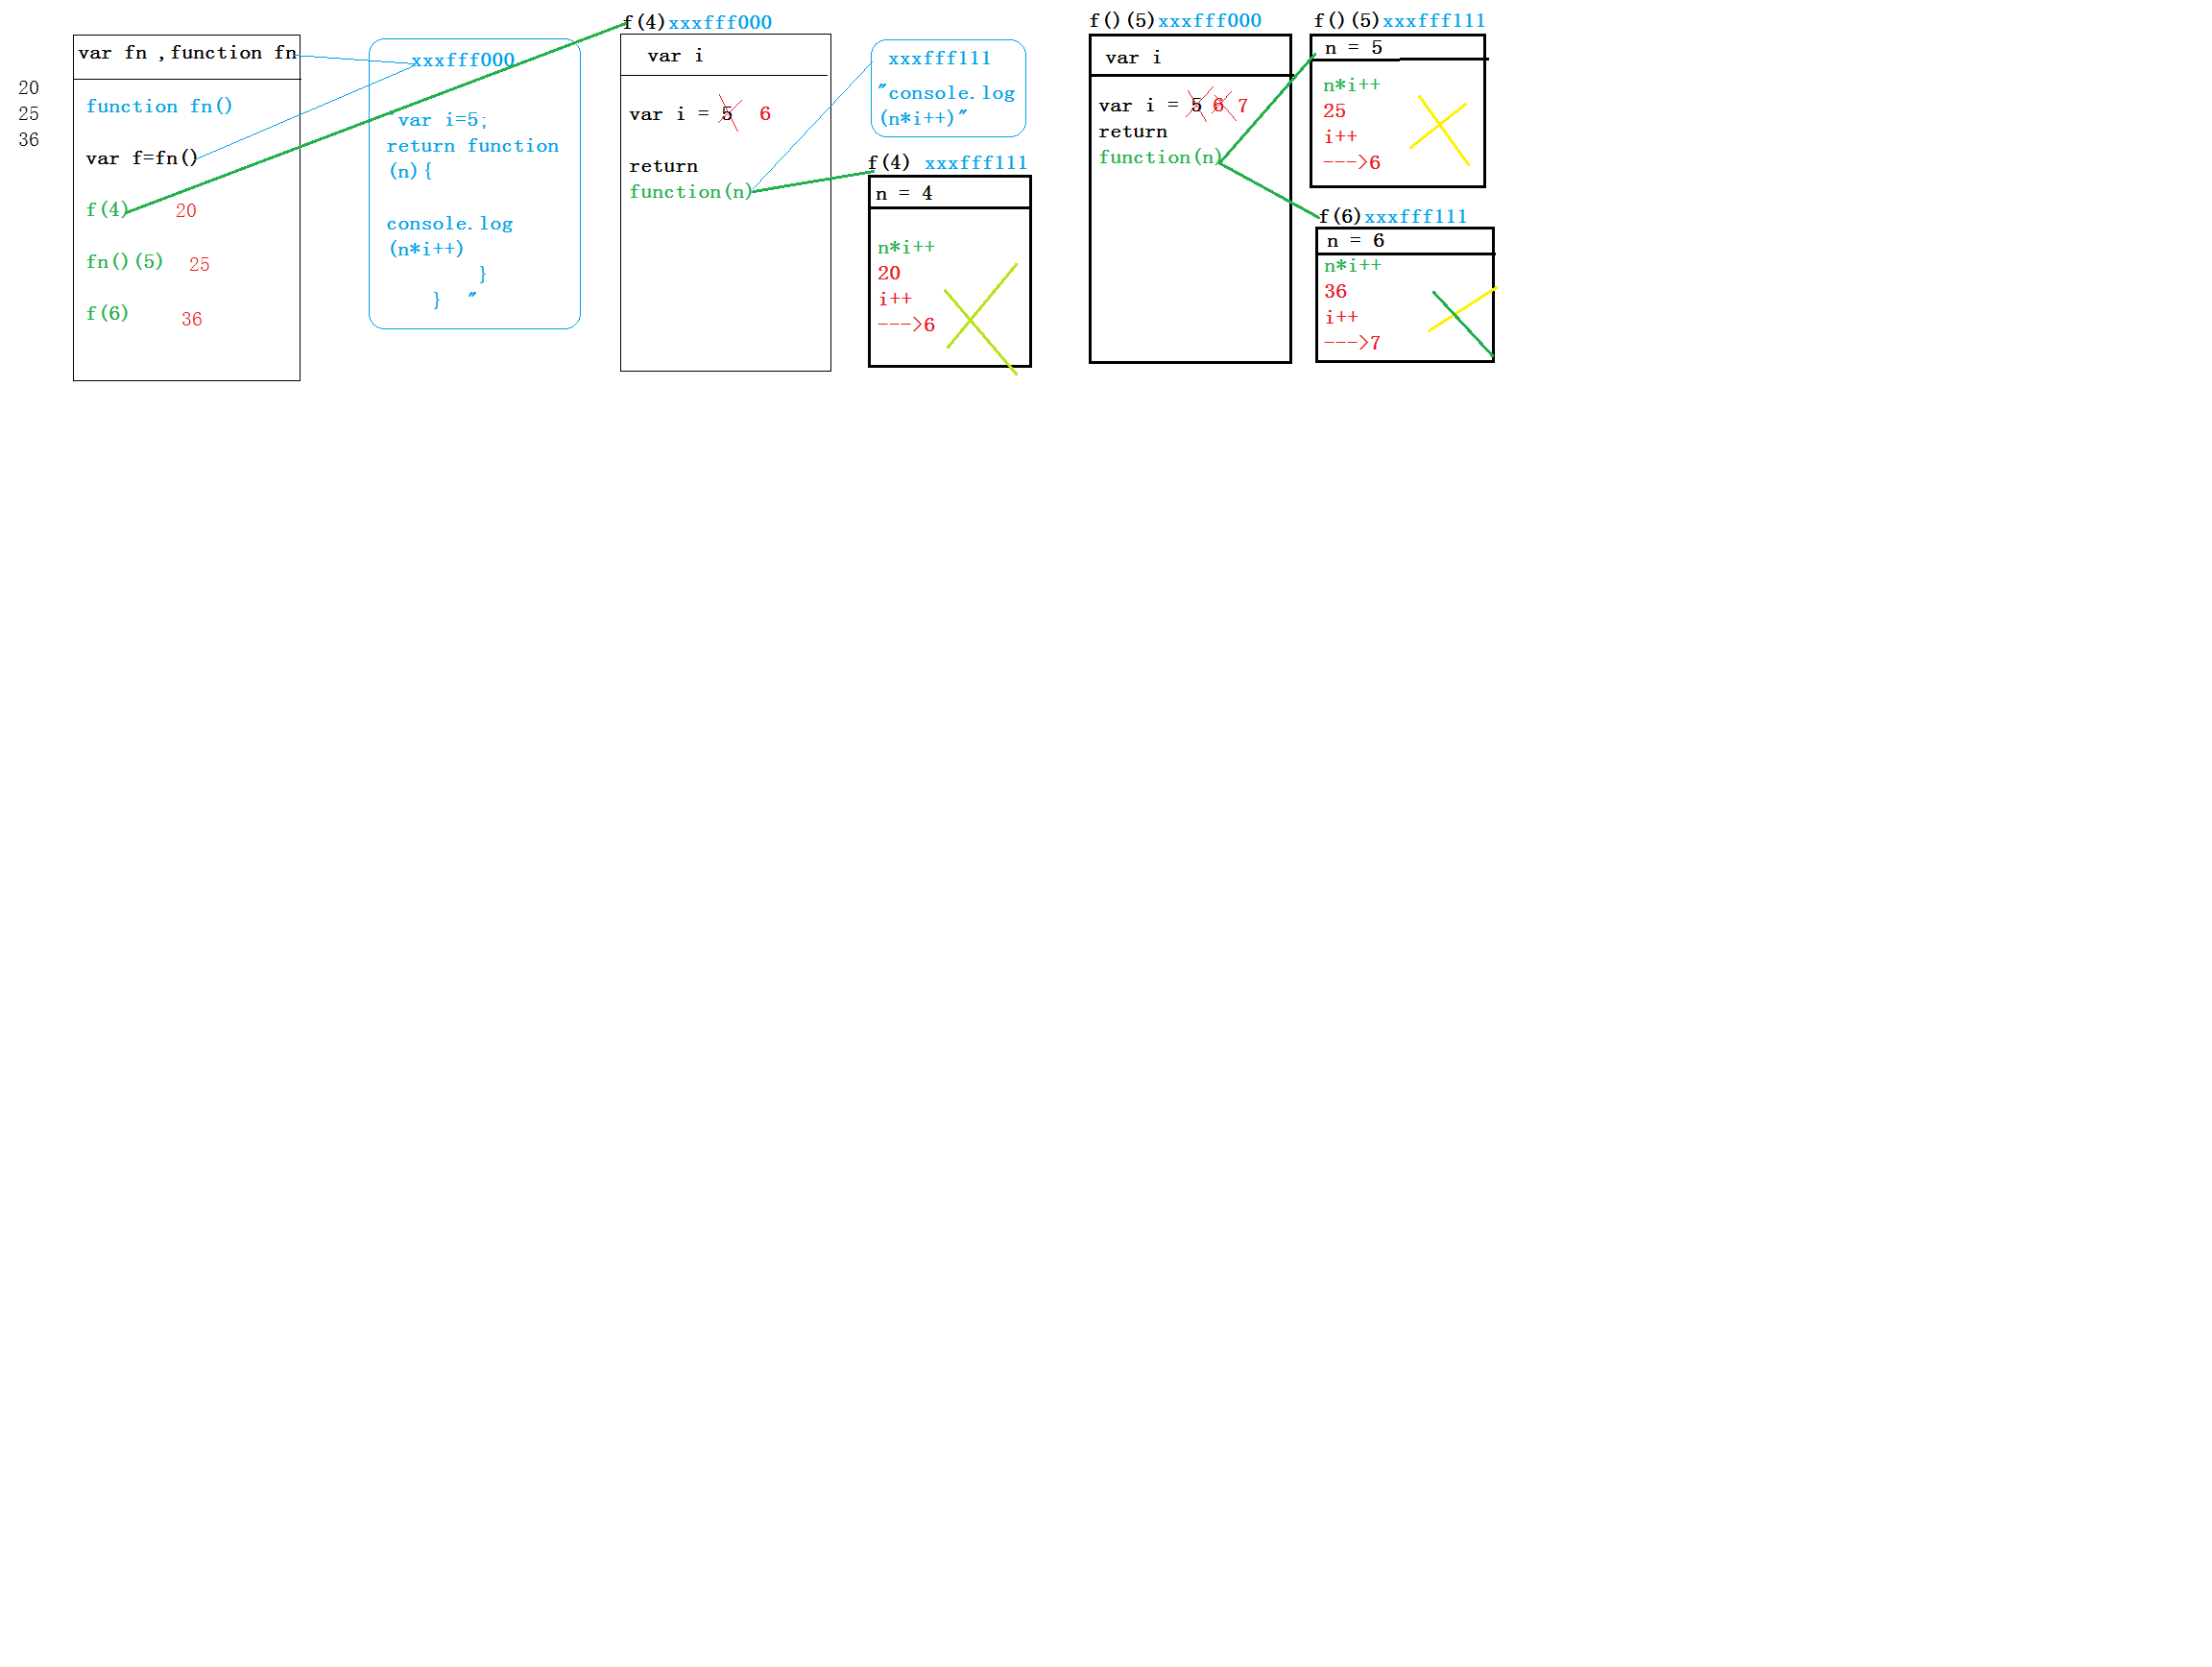 20
25
36
var fn ,function fn
function fn()
var f=fn()
f(4) 20
fn()(5) 25
f(6) 36
xxxfff000
"var i=5;
return function
(n){
console.log
(n*i++)
}
} "
f(4)xxxfff000
var i
var i = 5 6
return
function(n)
xxxfff111
"console.log
(n*i++)"
f(4) xxxfff111
n = 4
n*i++
20
i++
--->6
f()(5)xxxfff000
var i
var i = 5 6 7
return
function(n)
f()(5)xxxfff111
n = 5
n*i++
25
i++
--->6
f(6)xxxfff111
n = 6
n*i++
36
i++
--->7